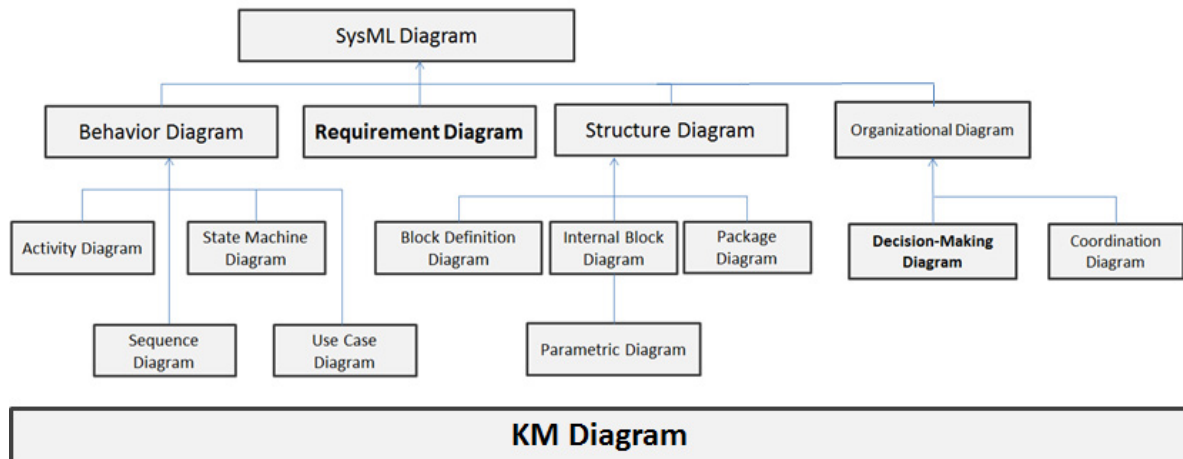 SysML Diagram
Behavior Diagram
Requirement Diagram
Structure Diagram
Organizational Diagram
Activity Diagram
State Machine
Diagram
Block Definition
Diagram
Internal Block
Diagram
Package
Diagram
Decision-Making
Diagram
Coordination
Diagram
Sequence
Diagram
Use Case
Diagram
Parametric Diagram
KM Diagram